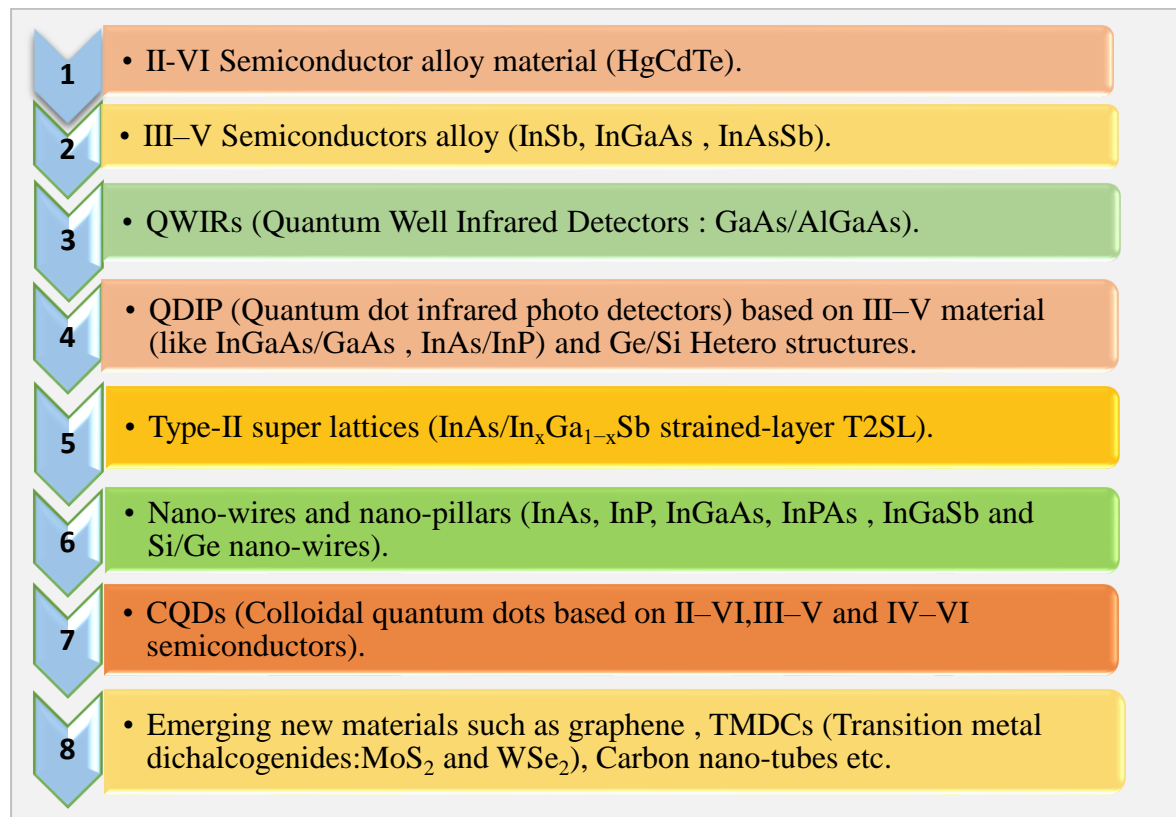 1
• II-VI Semiconductor alloy material (HgCdTe).
2
• III–V Semiconductors alloy (InSb, InGaAs , InAsSb).
3
• QWIRs (Quantum Well Infrared Detectors : GaAs/AlGaAs).
4
• QDIP (Quantum dot infrared photo detectors) based on III–V material
(like InGaAs/GaAs , InAs/InP) and Ge/Si Hetero structures.
5
• Type-II super lattices (InAs/InₓGa₁₋ₓSb strained-layer T2SL).
6
• Nano-wires and nano-pillars (InAs, InP, InGaAs, InPAs , InGaSb and
Si/Ge nano-wires).
7
• CQDs (Colloidal quantum dots based on II–VI,III–V and IV–VI
semiconductors).
8
• Emerging new materials such as graphene , TMDCs (Transition metal
dichalcogenides:MoS₂ and WSe₂), Carbon nano-tubes etc.